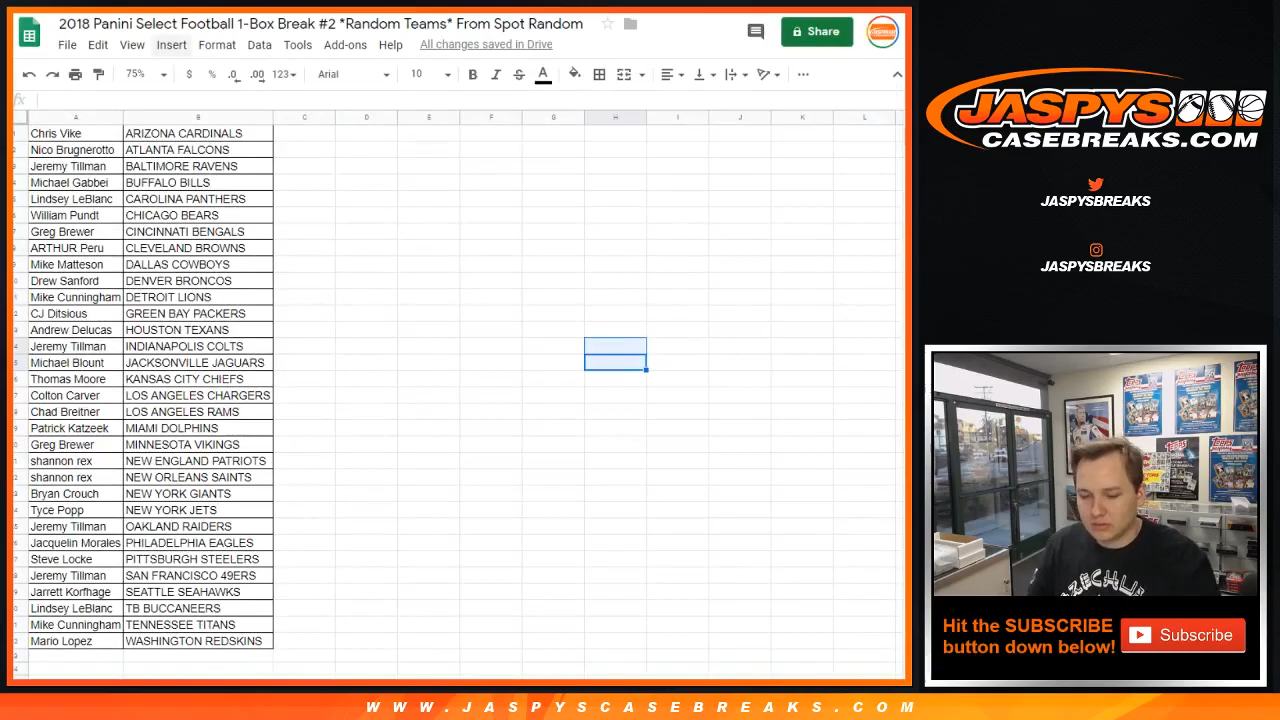 2018 Panini Select Football 1-Box Break #2 *Random Teams* From Spot Random
File Edit View Insert Format Data Tools Add-ons Help All changes saved in Drive
Share
75% $ % .0 .00 123 Arial 10 B I S A
fx
A B C D E F G H I J K L
Chris Vike ARIZONA CARDINALS
Nico Brugnerotto ATLANTA FALCONS
Jeremy Tillman BALTIMORE RAVENS
Michael Gabbei BUFFALO BILLS
Lindsey LeBlanc CAROLINA PANTHERS
William Pundt CHICAGO BEARS
Greg Brewer CINCINNATI BENGALS
ARTHUR Peru CLEVELAND BROWNS
Mike Matteson DALLAS COWBOYS
Drew Sanford DENVER BRONCOS
Mike Cunningham DETROIT LIONS
CJ Ditsious GREEN BAY PACKERS
Andrew Delucas HOUSTON TEXANS
Jeremy Tillman INDIANAPOLIS COLTS
Michael Blount JACKSONVILLE JAGUARS
Thomas Moore KANSAS CITY CHIEFS
Colton Carver LOS ANGELES CHARGERS
Chad Breitner LOS ANGELES RAMS
Patrick Katzeek MIAMI DOLPHINS
Greg Brewer MINNESOTA VIKINGS
shannon rex NEW ENGLAND PATRIOTS
shannon rex NEW ORLEANS SAINTS
Bryan Crouch NEW YORK GIANTS
Tyce Popp NEW YORK JETS
Jeremy Tillman OAKLAND RAIDERS
Jacquelin Morales PHILADELPHIA EAGLES
Steve Locke PITTSBURGH STEELERS
Jeremy Tillman SAN FRANCISCO 49ERS
Jarrett Korfhage SEATTLE SEAHAWKS
Lindsey LeBlanc TB BUCCANEERS
Mike Cunningham TENNESSEE TITANS
Mario Lopez WASHINGTON REDSKINS
JASPYS
CASEBREAKS.COM
JASPYSBREAKS
JASPYSBREAKS
Hit the SUBSCRIBE
button down below!
Subscribe
WWW.JASPYSCASEBREAKS.COM